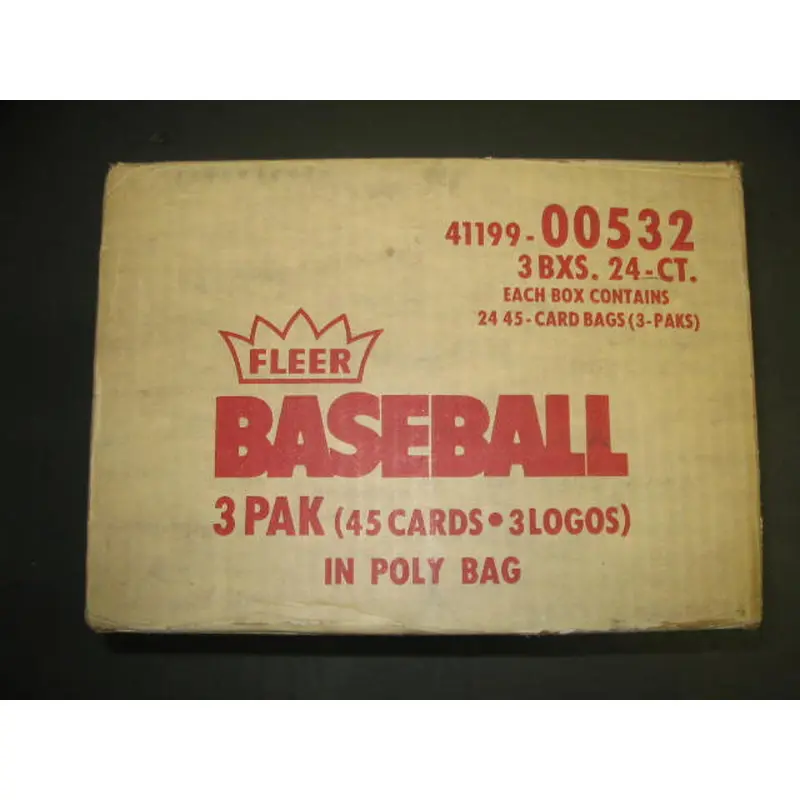 41199-00532
3 BXS. 24-CT.
EACH BOX CONTAINS
24 45-CARD BAGS (3-PAKS)
FLEER
BASEBALL
3 PAK (45 CARDS • 3 LOGOS)
IN POLY BAG